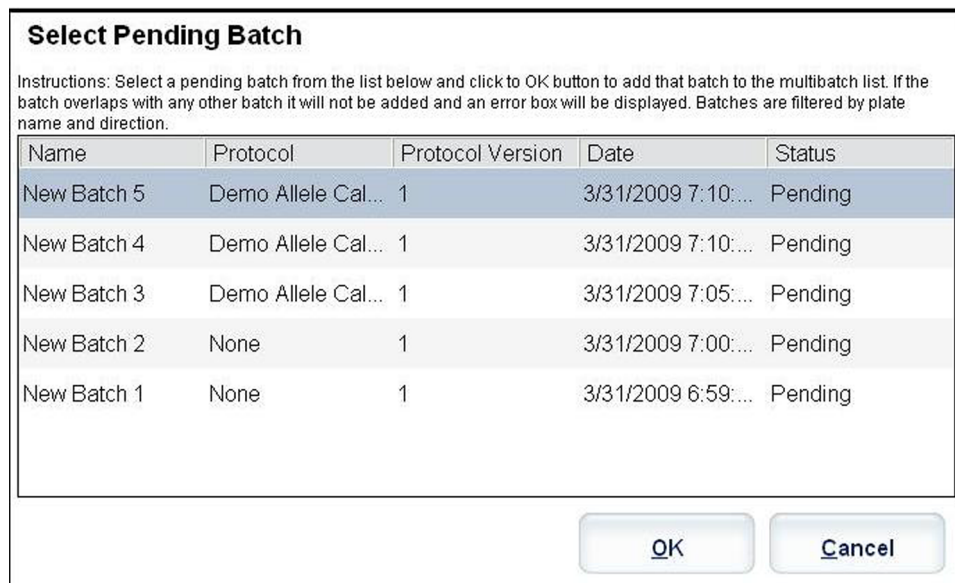 Select Pending Batch
Instructions: Select a pending batch from the list below and click to OK button to add that batch to the multibatch list. If the
batch overlaps with any other batch it will not be added and an error box will be displayed. Batches are filtered by plate
name and direction.
Name Protocol Protocol Version Date Status
New Batch 5 Demo Allele Cal... 1 3/31/2009 7:10:... Pending
New Batch 4 Demo Allele Cal... 1 3/31/2009 7:10:... Pending
New Batch 3 Demo Allele Cal... 1 3/31/2009 7:05:... Pending
New Batch 2 None 1 3/31/2009 7:00:... Pending
New Batch 1 None 1 3/31/2009 6:59:... Pending
OK Cancel